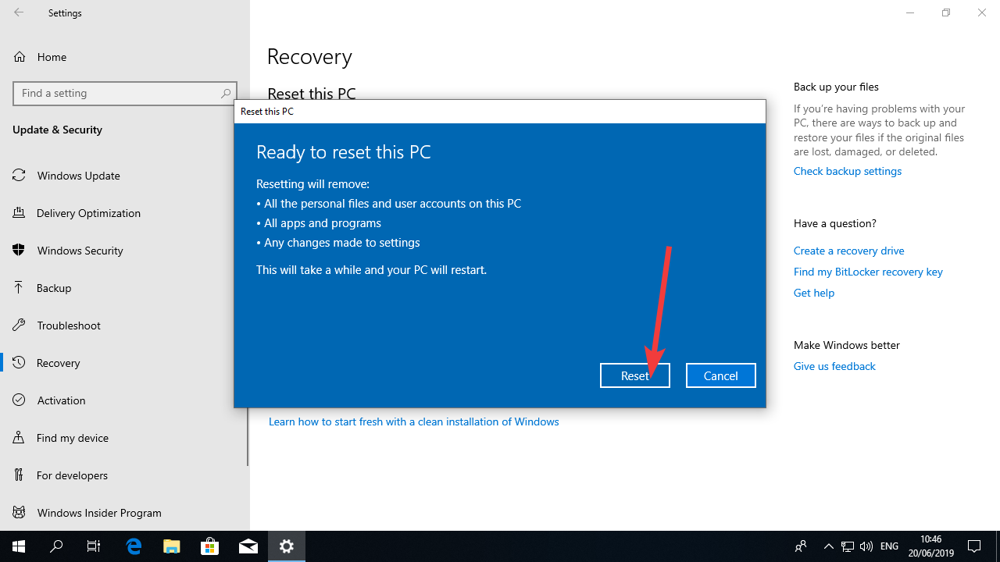 Settings
Home
Find a setting
Update & Security
Windows Update
Delivery Optimization
Windows Security
Backup
Troubleshoot
Recovery
Activation
Find my device
For developers
Windows Insider Program
Recovery
Reset this PC
Reset this PC
Ready to reset this PC
Resetting will remove:
• All the personal files and user accounts on this PC
• All apps and programs
• Any changes made to settings
This will take a while and your PC will restart.
Reset
Cancel
Learn how to start fresh with a clean installation of Windows
Back up your files
If you're having problems with your
PC, there are ways to back up and
restore your files if the original files
are lost, damaged, or deleted.
Check backup settings
Have a question?
Create a recovery drive
Find my BitLocker recovery key
Get help
Make Windows better
Give us feedback
ENG
10:46
20/06/2019